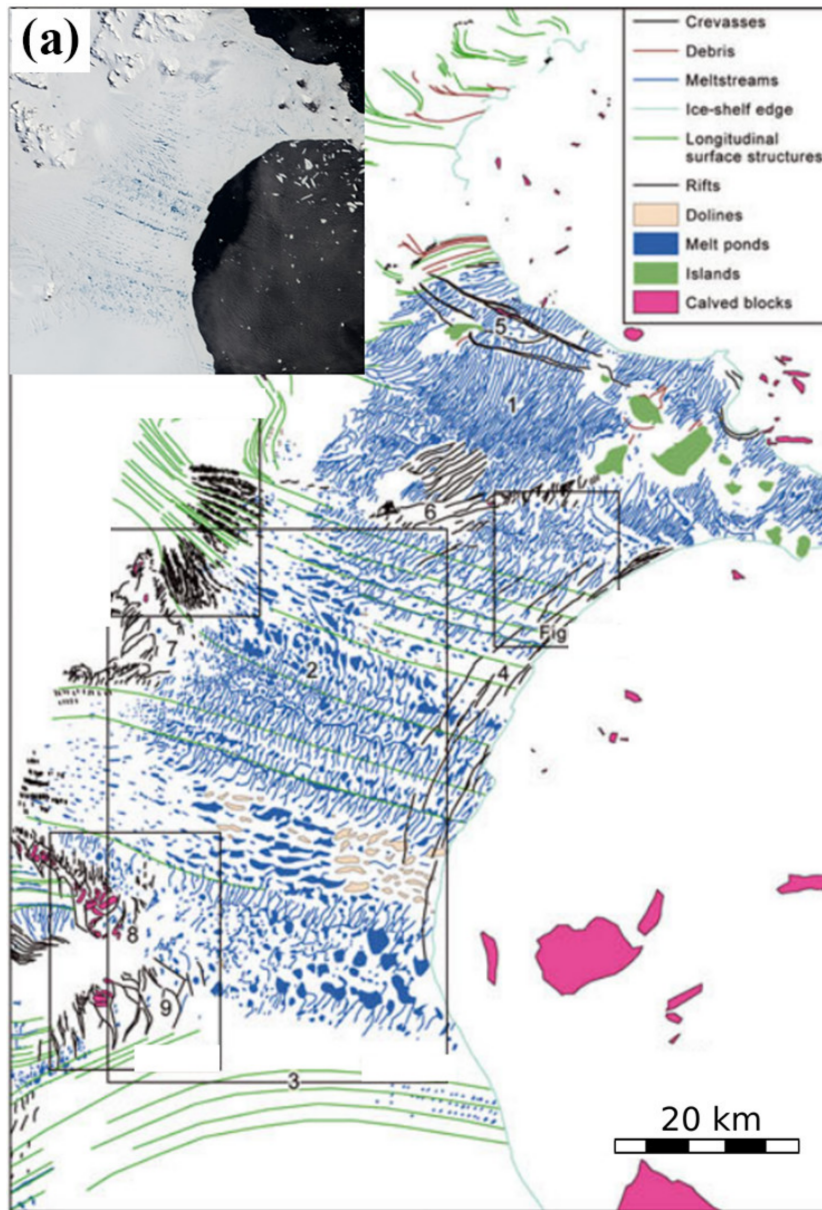 (a)
Crevasses
Debris
Meltstreams
Ice-shelf edge
Longitudinal
surface structures
Rifts
Dolines
Melt ponds
Islands
Calved blocks
5
1
6
Fig
7
2
4
8
9
3
20 km